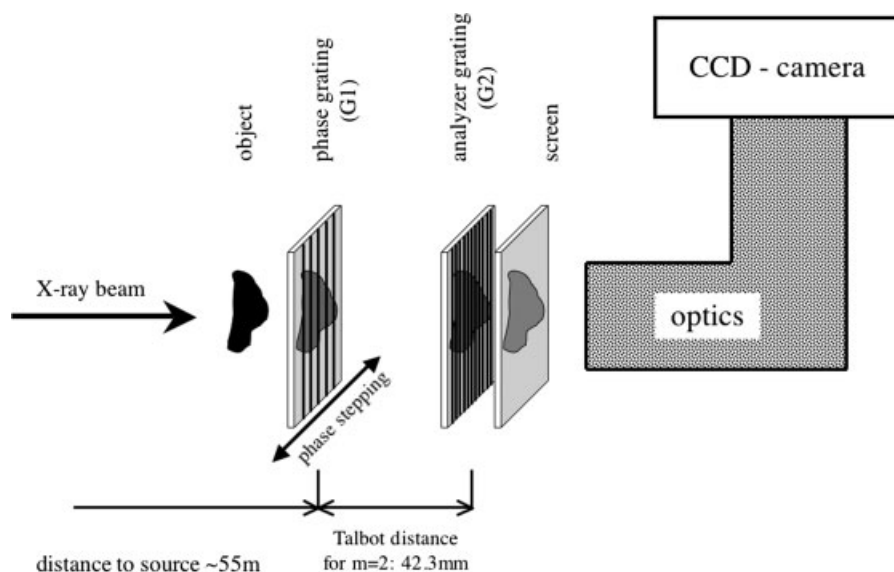 object
phase grating
(G1)
analyzer grating
(G2)
screen
CCD - camera
X-ray beam
optics
phase stepping
distance to source ~55m
Talbot distance
for m=2: 42.3mm